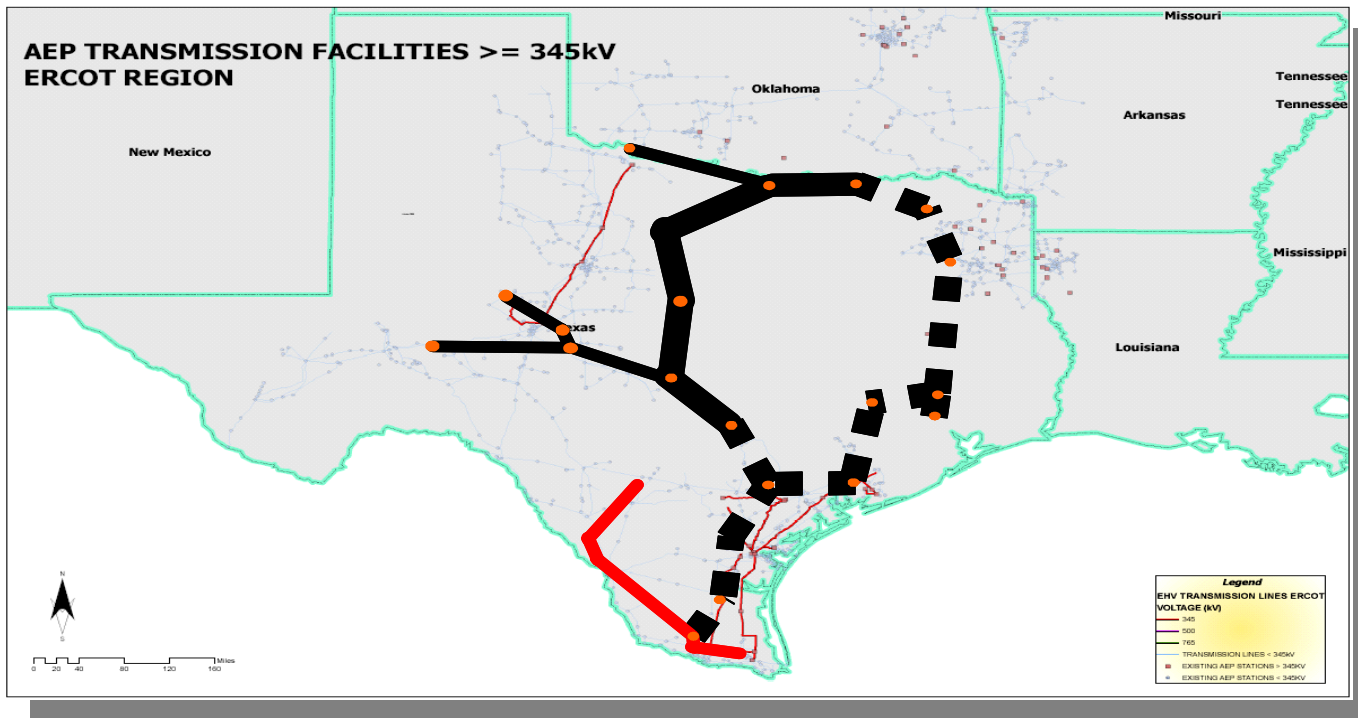 AEP TRANSMISSION FACILITIES >= 345kV
ERCOT REGION
Missouri
Tennessee
Tennessee
Oklahoma
Arkansas
New Mexico
Mississippi
exas
Louisiana
N
S
Miles
0 20 40 80 120 160
Legend
EHV TRANSMISSION LINES ERCOT
VOLTAGE (kV)
345
500
765
TRANSMISSION LINES < 345kV
EXISTING AEP STATIONS > 345KV
EXISTING AEP STATIONS < 345KV